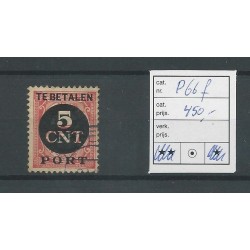 TE BETALEN
5
CNT
PORT
cat. nr. P66f
cat. prijs. 450,-
verk. prijs.